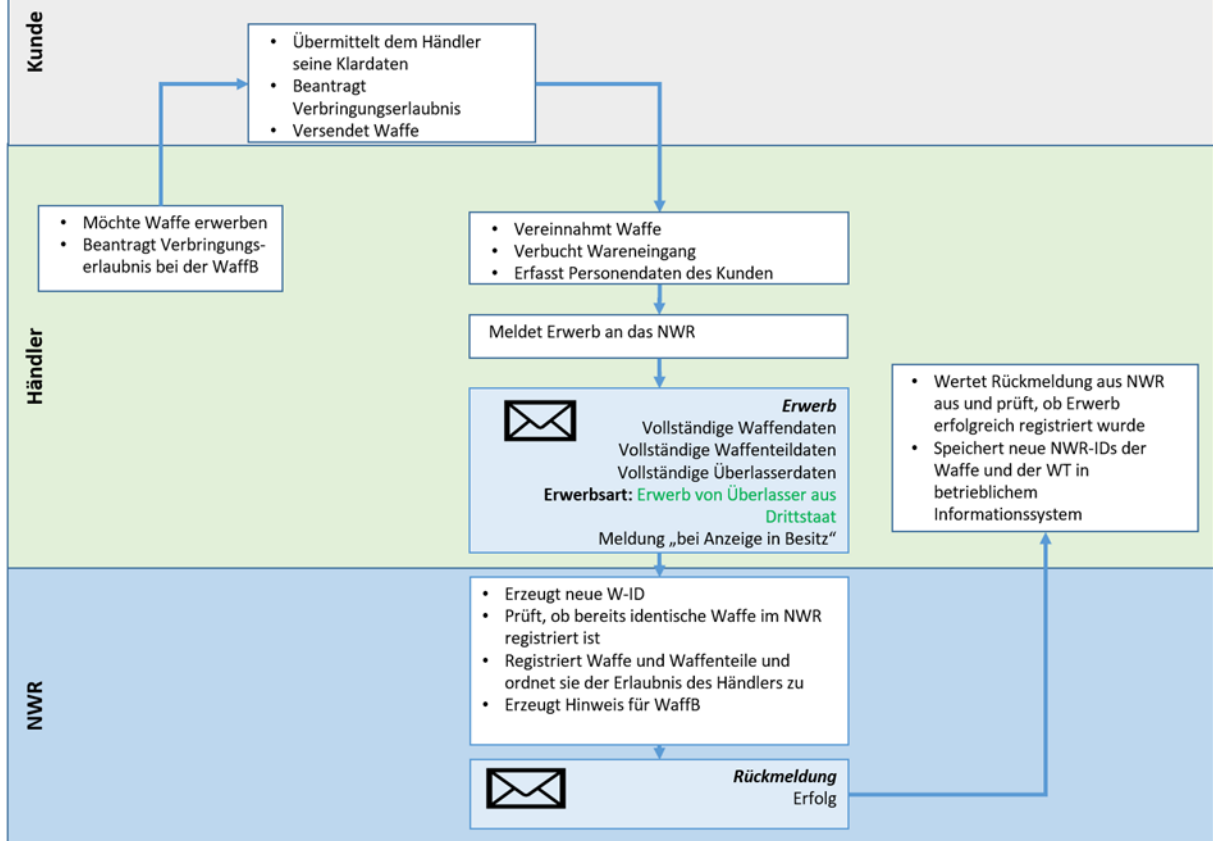 Kunde
• Übermittelt dem Händler
seine Klardaten
• Beantragt
Verbringungserlaubnis
• Versendet Waffe
Händler
• Möchte Waffe erwerben
• Beantragt Verbringungs-
erlaubnis bei der WaffB
• Vereinnahmt Waffe
• Verbucht Wareneingang
• Erfasst Personendaten des Kunden
Meldet Erwerb an das NWR
Erwerb
Vollständige Waffendaten
Vollständige Waffenteildaten
Vollständige Überlasserdaten
Erwerbsart: Erwerb von Überlasser aus
Drittstaat
Meldung „bei Anzeige in Besitz“
• Wertet Rückmeldung aus NWR
aus und prüft, ob Erwerb
erfolgreich registriert wurde
• Speichert neue NWR-IDs der
Waffe und der WT in
betrieblichem
Informationssystem
NWR
• Erzeugt neue W-ID
• Prüft, ob bereits identische Waffe im NWR
registriert ist
• Registriert Waffe und Waffenteile und
ordnet sie der Erlaubnis des Händlers zu
• Erzeugt Hinweis für WaffB
Rückmeldung
Erfolg